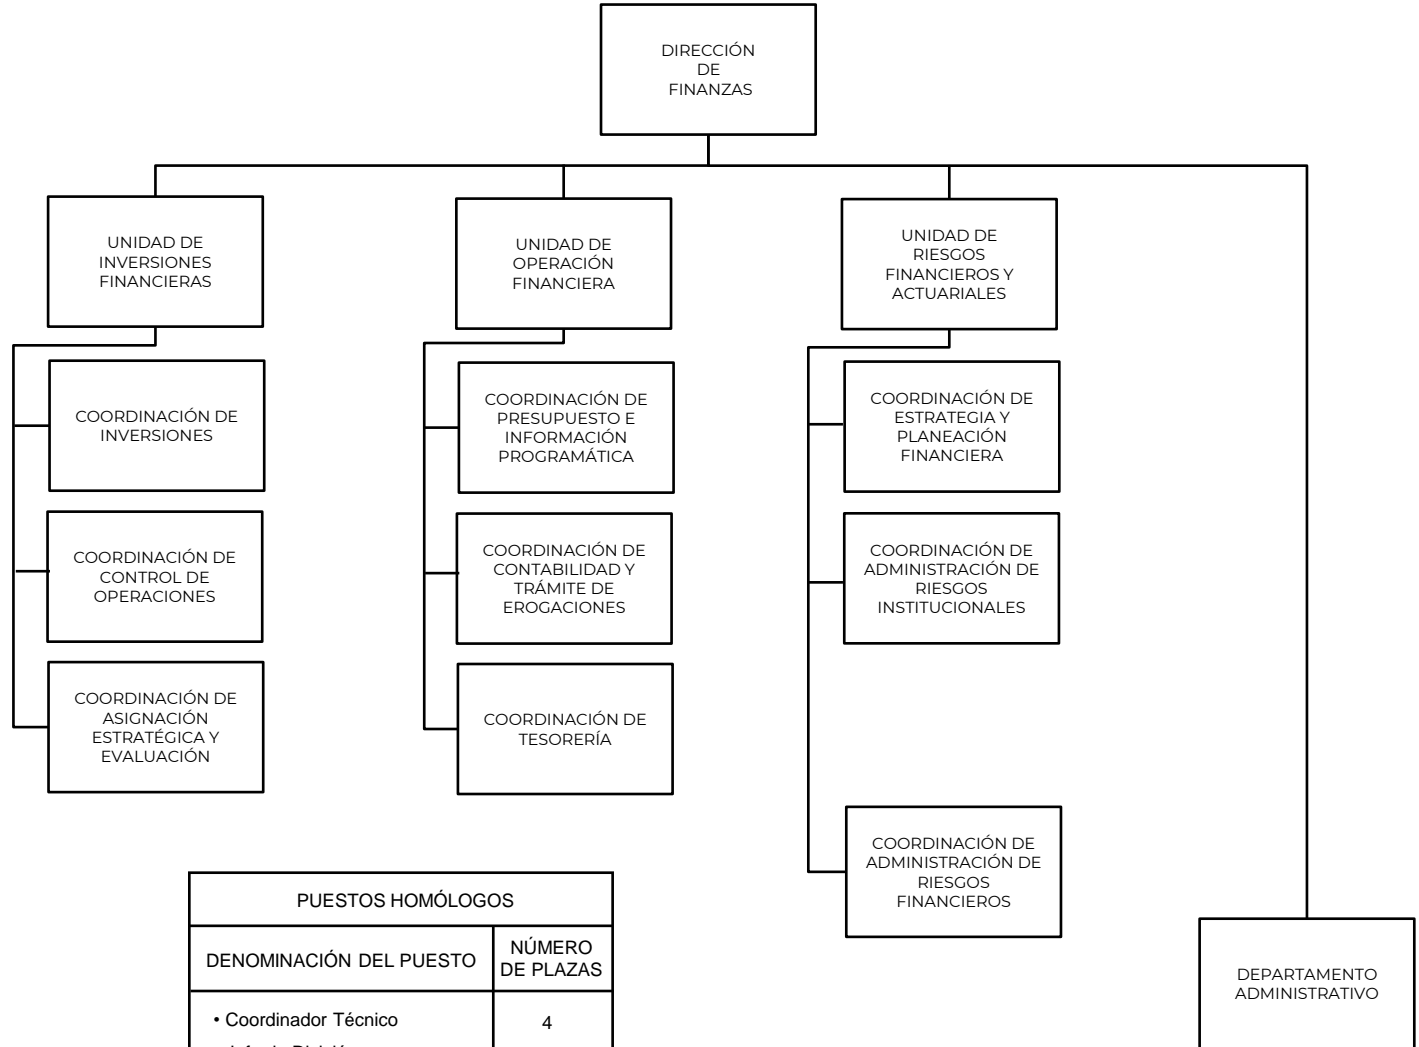 DIRECCIÓN
DE
FINANZAS
UNIDAD DE
INVERSIONES
FINANCIERAS
UNIDAD DE
OPERACIÓN
FINANCIERA
UNIDAD DE
RIESGOS
FINANCIEROS Y
ACTUARIALES
COORDINACIÓN DE
INVERSIONES
COORDINACIÓN DE
PRESUPUESTO E
INFORMACIÓN
PROGRAMÁTICA
COORDINACIÓN DE
ESTRATEGIA Y
PLANEACIÓN
FINANCIERA
COORDINACIÓN DE
CONTROL DE
OPERACIONES
COORDINACIÓN DE
CONTABILIDAD Y
TRÁMITE DE
EROGACIONES
COORDINACIÓN DE
ADMINISTRACIÓN DE
RIESGOS
INSTITUCIONALES
COORDINACIÓN DE
ASIGNACIÓN
ESTRATÉGICA Y
EVALUACIÓN
COORDINACIÓN DE
TESORERÍA
COORDINACIÓN DE
ADMINISTRACIÓN DE
RIESGOS
FINANCIEROS
DEPARTAMENTO
ADMINISTRATIVO
PUESTOS HOMÓLOGOS
DENOMINACIÓN DEL PUESTO
NÚMERO
DE PLAZAS
• Coordinador Técnico
4